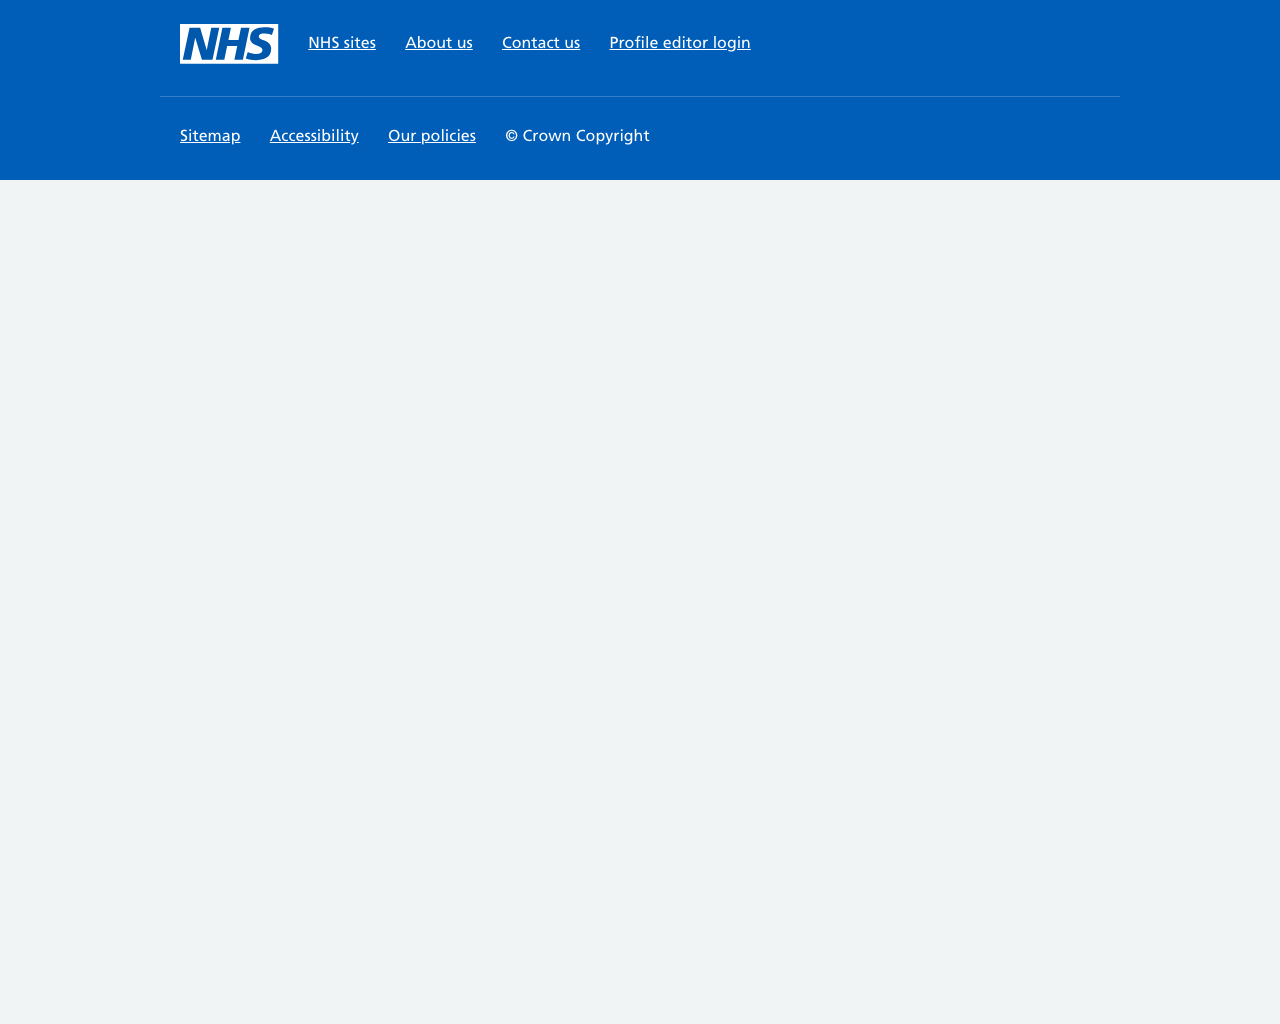 NHS NHS sites About us Contact us Profile editor login
Sitemap Accessibility Our policies © Crown Copyright